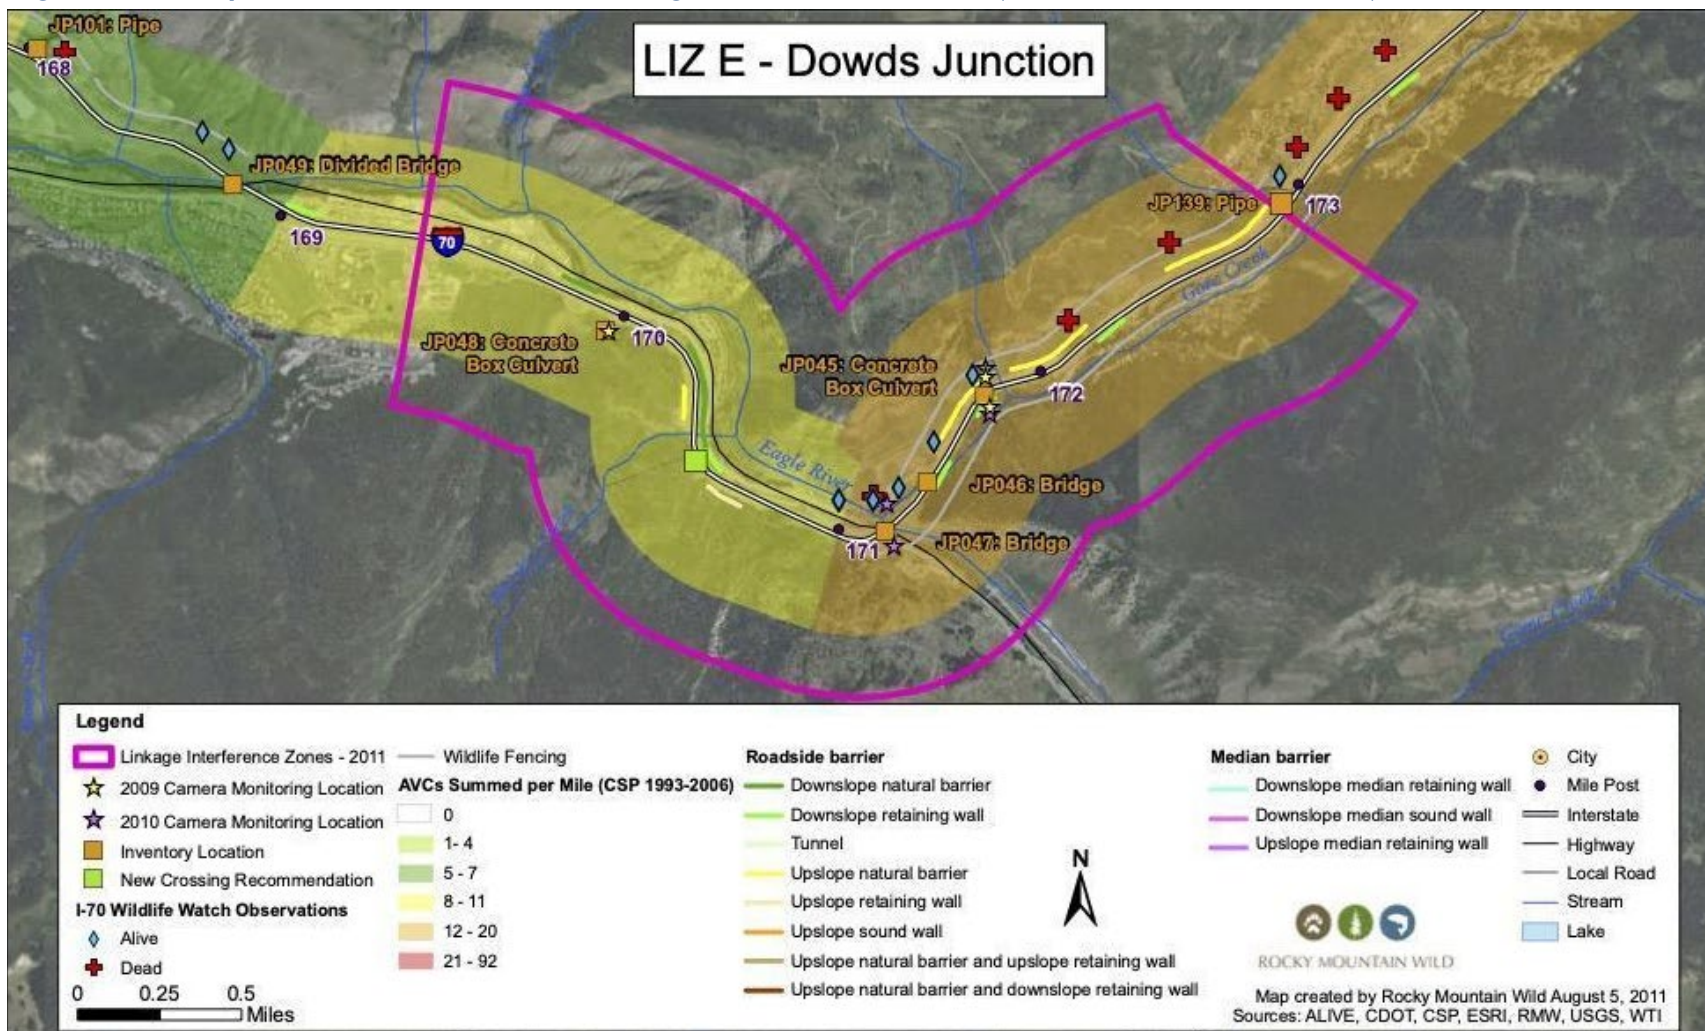 LIZ E - Dowds Junction
JP101: Pipe
168
JP049: Divided Bridge
169
70
JP048: Concrete
Box Culvert
170
JP045: Concrete
Box Culvert
JP139: Pipe
173
Gore Creek
172
Eagle River
JP046: Bridge
171
JP047: Bridge
Legend
Linkage Interference Zones - 2011
2009 Camera Monitoring Location
2010 Camera Monitoring Location
Inventory Location
New Crossing Recommendation
I-70 Wildlife Watch Observations
Alive
Dead
0 0.25 0.5
Miles
Wildlife Fencing
AVCs Summed per Mile (CSP 1993-2006)
0
1- 4
5 - 7
8 - 11
12 - 20
21 - 92
Roadside barrier
Downslope natural barrier
Downslope retaining wall
Tunnel
Upslope natural barrier
Upslope retaining wall
Upslope sound wall
Upslope natural barrier and upslope retaining wall
Upslope natural barrier and downslope retaining wall
N
Median barrier
Downslope median retaining wall
Downslope median sound wall
Upslope median retaining wall
City
Mile Post
Interstate
Highway
Local Road
Stream
Lake
ROCKY MOUNTAIN WILD
Map created by Rocky Mountain Wild August 5, 2011
Sources: ALIVE, CDOT, CSP, ESRI, RMW, USGS, WTI